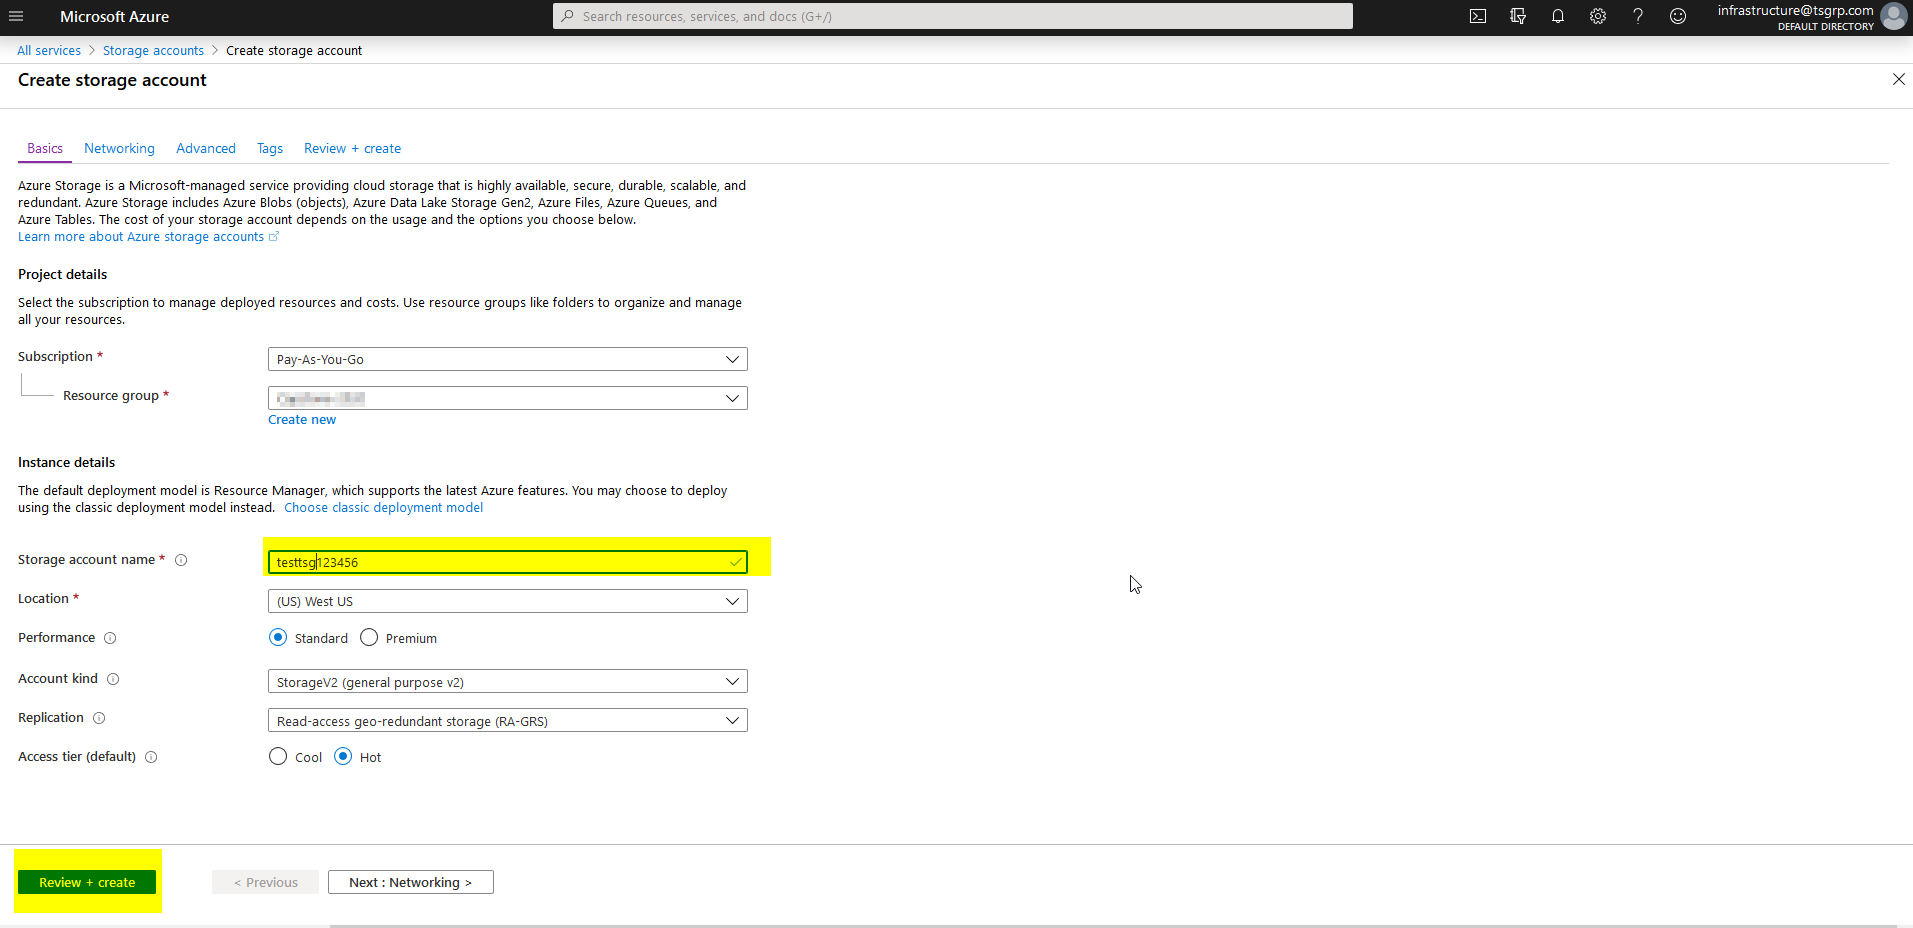 Microsoft Azure
Search resources, services, and docs (G+/)
infrastructure@tsgrp.com
DEFAULT DIRECTORY
All services > Storage accounts > Create storage account
Create storage account
Basics Networking Advanced Tags Review + create
Azure Storage is a Microsoft-managed service providing cloud storage that is highly available, secure, durable, scalable, and
redundant. Azure Storage includes Azure Blobs (objects), Azure Data Lake Storage Gen2, Azure Files, Azure Queues, and
Azure Tables. The cost of your storage account depends on the usage and the options you choose below.
Learn more about Azure storage accounts
Project details
Select the subscription to manage deployed resources and costs. Use resource groups like folders to organize and manage
all your resources.
Subscription * Pay-As-You-Go
Resource group *
Create new
Instance details
The default deployment model is Resource Manager, which supports the latest Azure features. You may choose to deploy
using the classic deployment model instead. Choose classic deployment model
Storage account name * testtsg123456
Location * (US) West US
Performance Standard Premium
Account kind StorageV2 (general purpose v2)
Replication Read-access geo-redundant storage (RA-GRS)
Access tier (default) Cool Hot
Review + create < Previous Next : Networking >